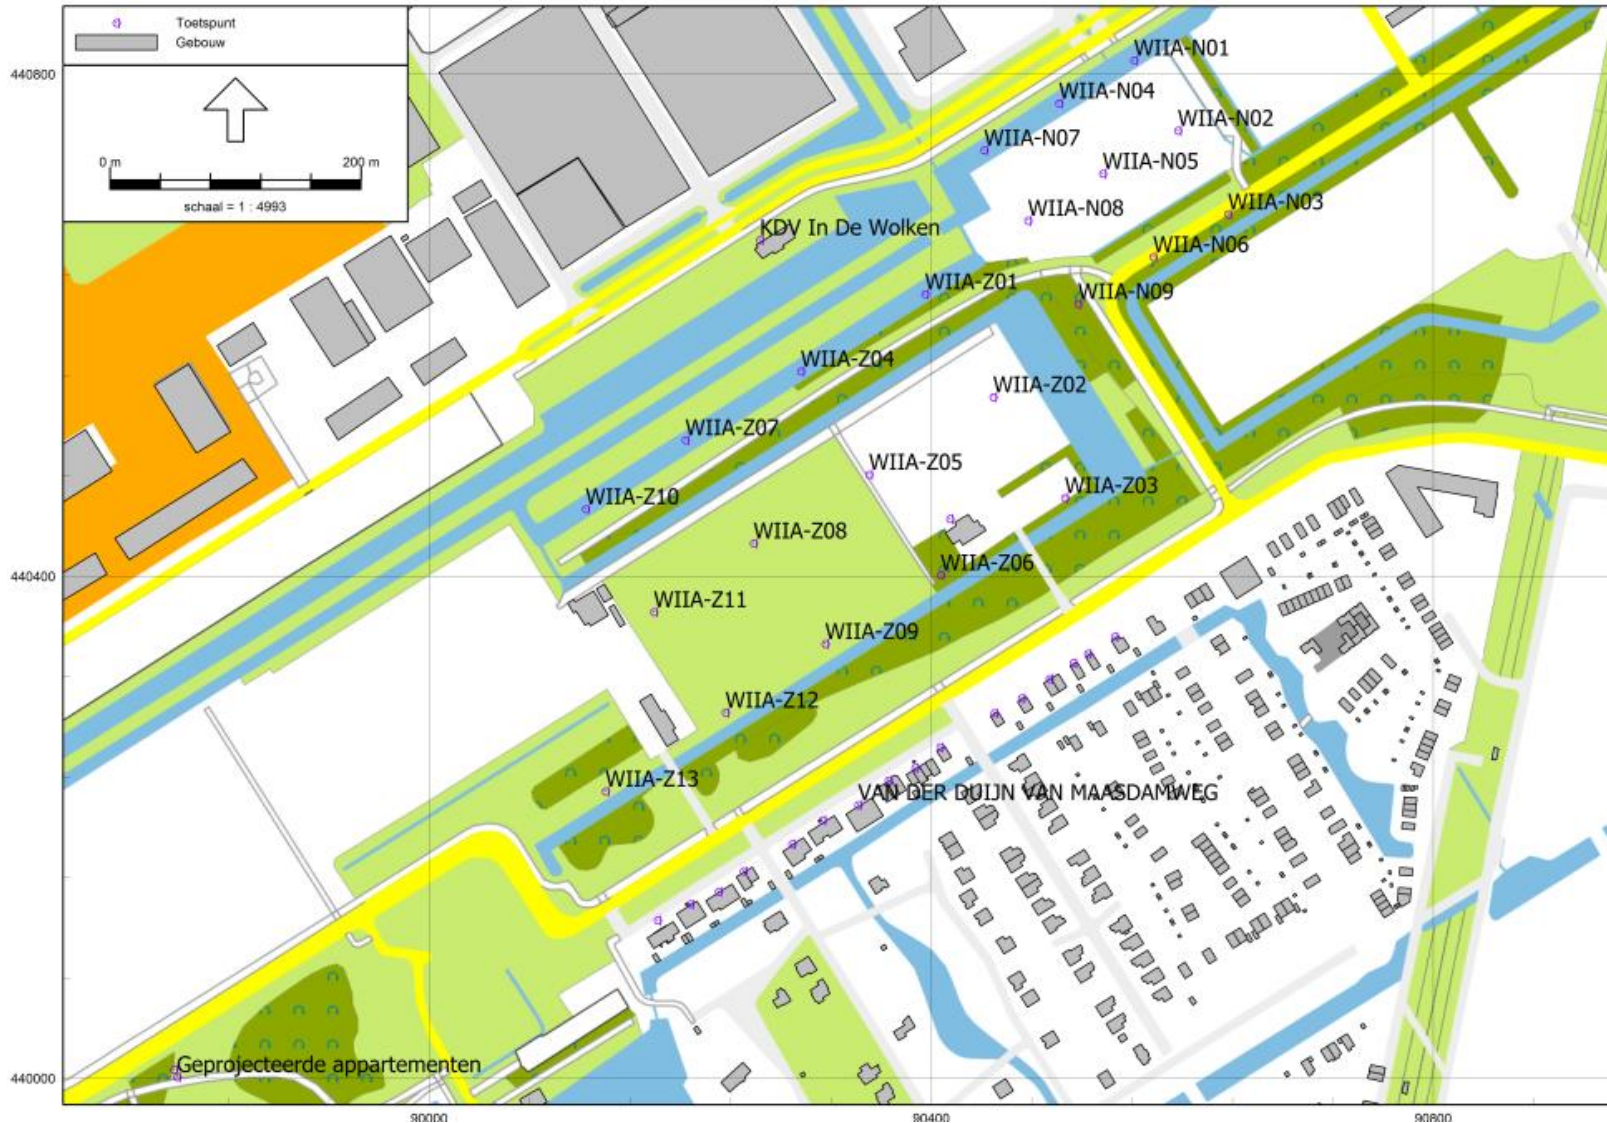 Toetspunt
Gebouw
0 m 200 m
schaal = 1 : 4993
440800
440400
440000
90000
90400
90800
WIIA-N01
WIIA-N04
WIIA-N02
WIIA-N07
WIIA-N05
WIIA-N08
WIIA-N03
KDV In De Wolken
WIIA-N06
WIIA-Z01
WIIA-N09
WIIA-Z04
WIIA-Z02
WIIA-Z07
WIIA-Z05
WIIA-Z03
WIIA-Z10
WIIA-Z08
WIIA-Z06
WIIA-Z11
WIIA-Z09
WIIA-Z12
WIIA-Z13
VAN DER DUIJN VAN MAASDAMWEG
Geprojecteerde appartementen